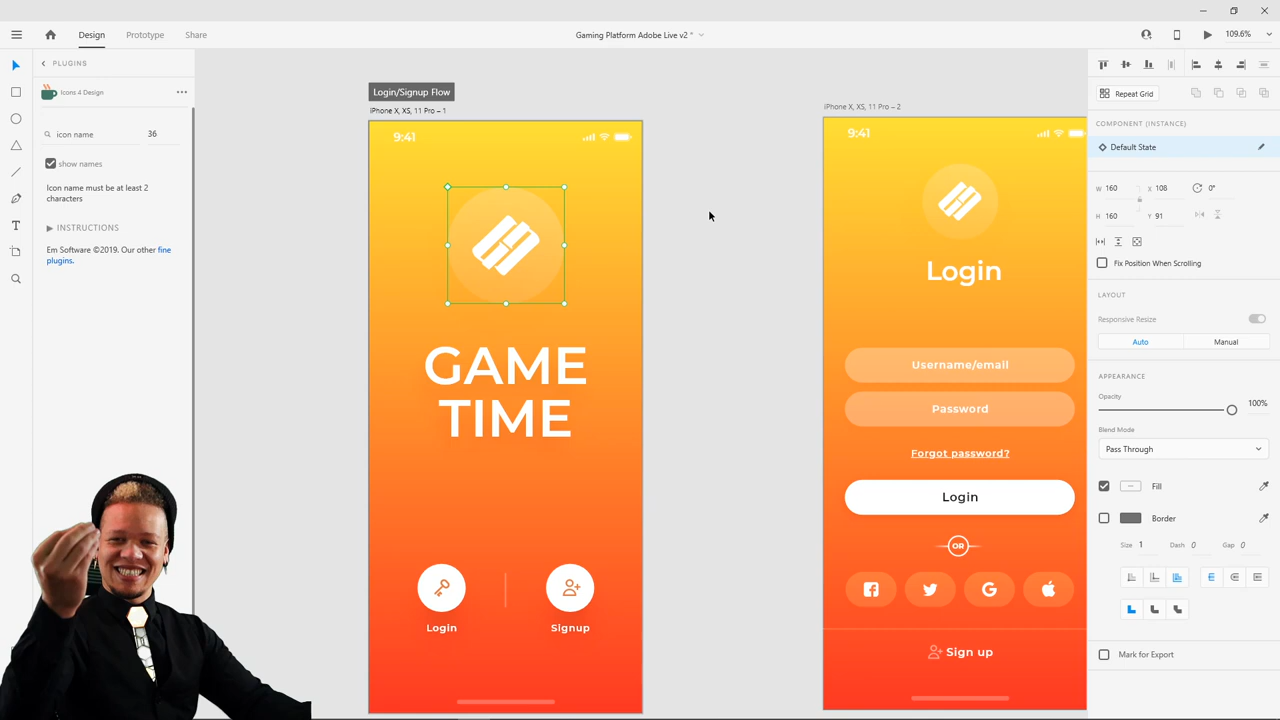 Design
Prototype
Share
Gaming Platform Adobe Live v2 *
109.6%
PLUGINS
Icons 4 Design
icon name
36
show names
Icon name must be at least 2
characters
INSTRUCTIONS
Em Software ©2019. Our other fine
plugins.
Login/Signup Flow
iPhone X, XS, 11 Pro – 1
9:41
GAME
TIME
Login
Signup
iPhone X, XS, 11 Pro – 2
9:41
Login
Username/email
Password
Forgot password?
Login
OR
Sign up
Repeat Grid
COMPONENT (INSTANCE)
Default State
W 160
X 108
0°
H 160
Y 91
Fix Position When Scrolling
LAYOUT
Responsive Resize
Auto
Manual
APPEARANCE
Opacity
100%
Blend Mode
Pass Through
Fill
Border
Size 1
Dash 0
Gap 0
Mark for Export